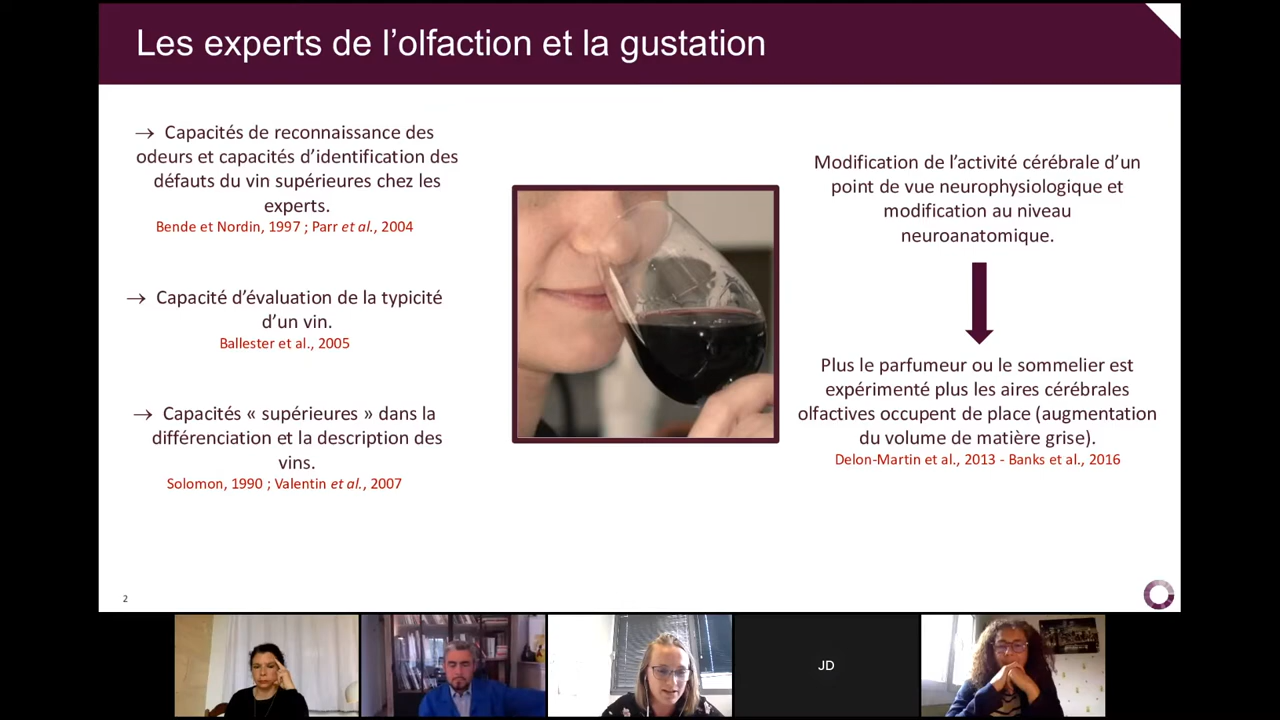 Les experts de l’olfaction et la gustation
→ Capacités de reconnaissance des
odeurs et capacités d’identification des
défauts du vin supérieures chez les
experts.
Bende et Nordin, 1997 ; Parr et al., 2004
→ Capacité d’évaluation de la typicité
d’un vin.
Ballester et al., 2005
→ Capacités « supérieures » dans la
différenciation et la description des
vins.
Solomon, 1990 ; Valentin et al., 2007
Modification de l’activité cérébrale d’un
point de vue neurophysiologique et
modification au niveau
neuroanatomique.
Plus le parfumeur ou le sommelier est
expérimenté plus les aires cérébrales
olfactives occupent de place (augmentation
du volume de matière grise).
Delon-Martin et al., 2013 - Banks et al., 2016
2
JD